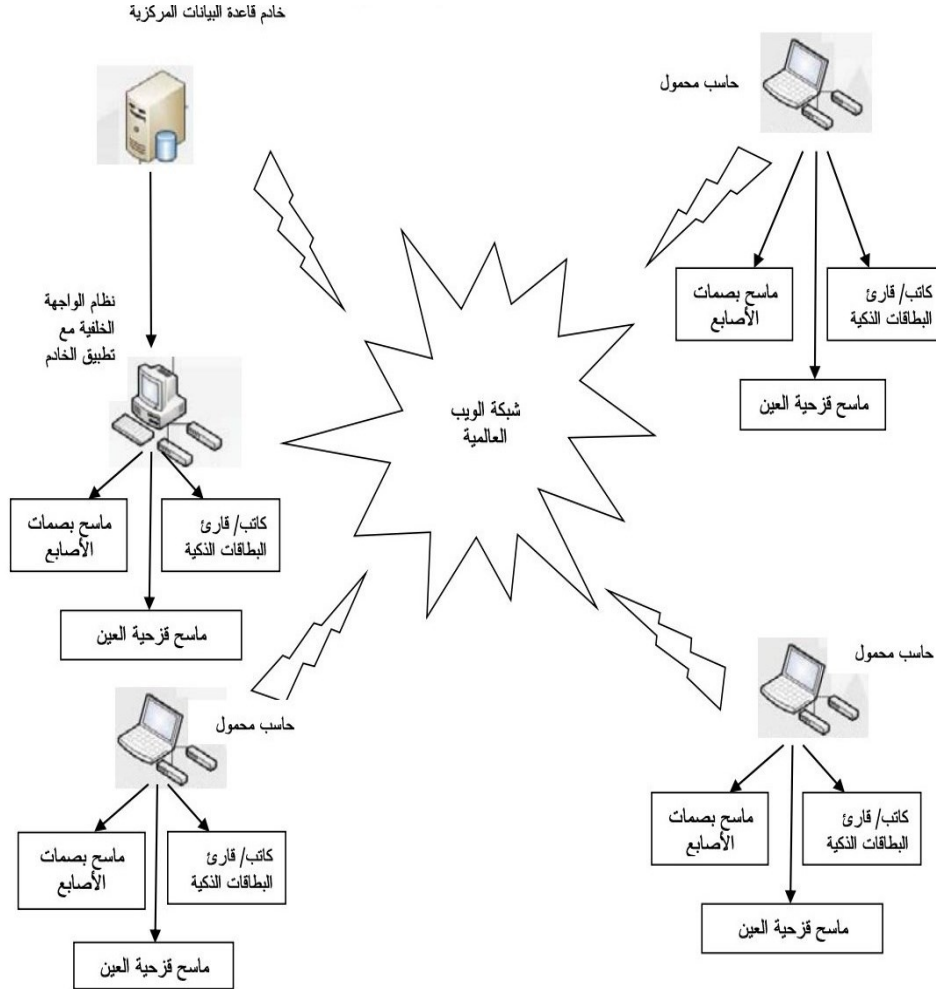 خادم قاعدة البيانات المركزية
حاسب محمول
ماسح بصمات
الأصابع
كاتب/ قارئ
البطاقات الذكية
ماسح قزحية العين
نظام الواجهة
الخلفية مع
تطبيق الخادم
شبكة الويب
العالمية
ماسح بصمات
الأصابع
كاتب/ قارئ
البطاقات الذكية
ماسح قزحية العين
حاسب محمول
ماسح بصمات
الأصابع
كاتب/ قارئ
البطاقات الذكية
ماسح قزحية العين
حاسب محمول
ماسح بصمات
الأصابع
كاتب/ قارئ
البطاقات الذكية
ماسح قزحية العين